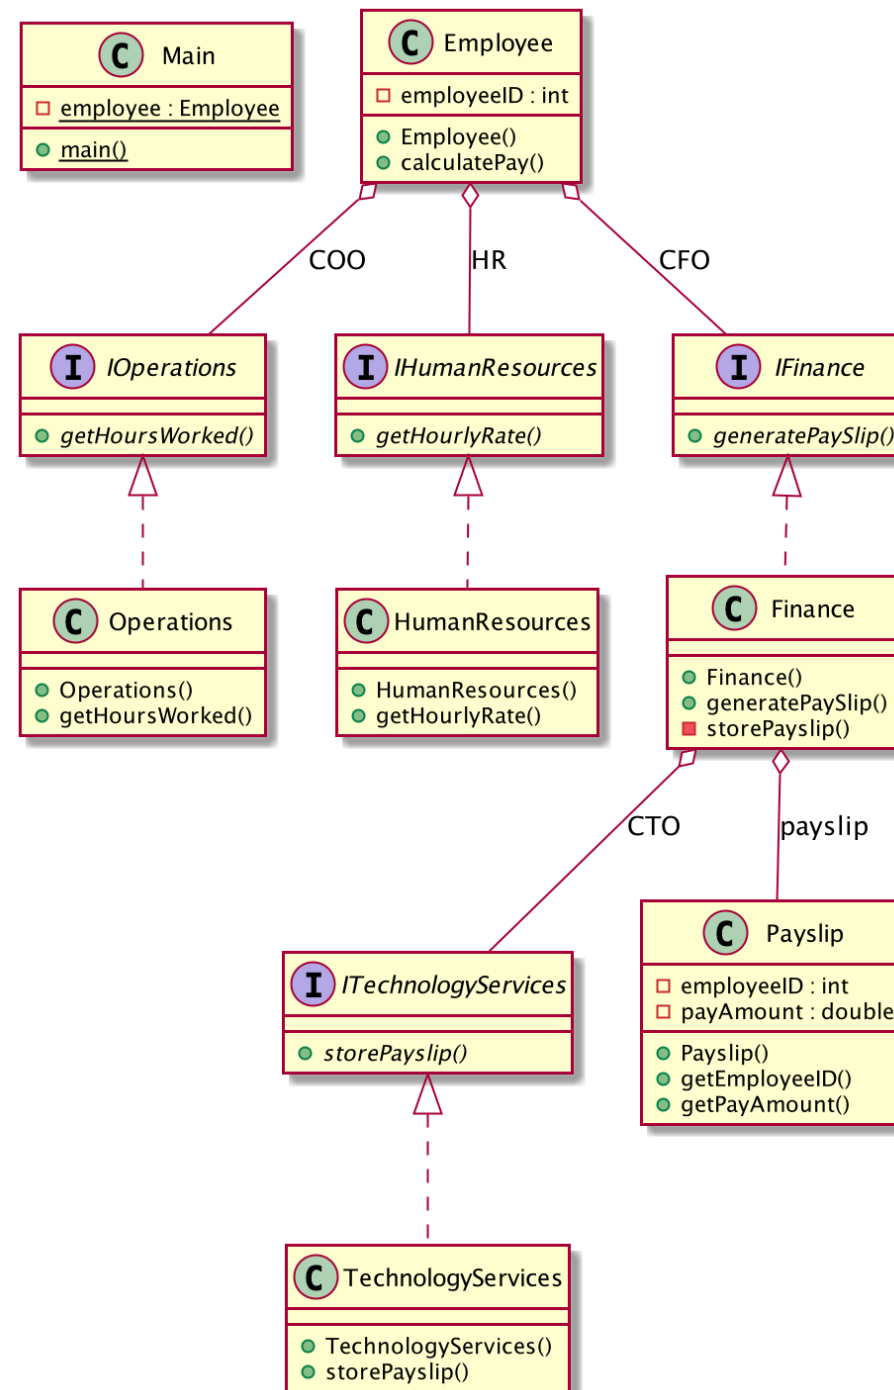 C Main
employee : Employee
main()
C Employee
employeeID : int
Employee()
calculatePay()
COO
HR
CFO
I IOperations
getHoursWorked()
I IHumanResources
getHourlyRate()
I IFinance
generatePaySlip()
C Operations
Operations()
getHoursWorked()
C HumanResources
HumanResources()
getHourlyRate()
C Finance
Finance()
generatePaySlip()
storePayslip()
CTO
payslip
I ITechnologyServices
storePayslip()
C Payslip
employeeID : int
payAmount : double
Payslip()
getEmployeeID()
getPayAmount()
C TechnologyServices
TechnologyServices()
storePayslip()